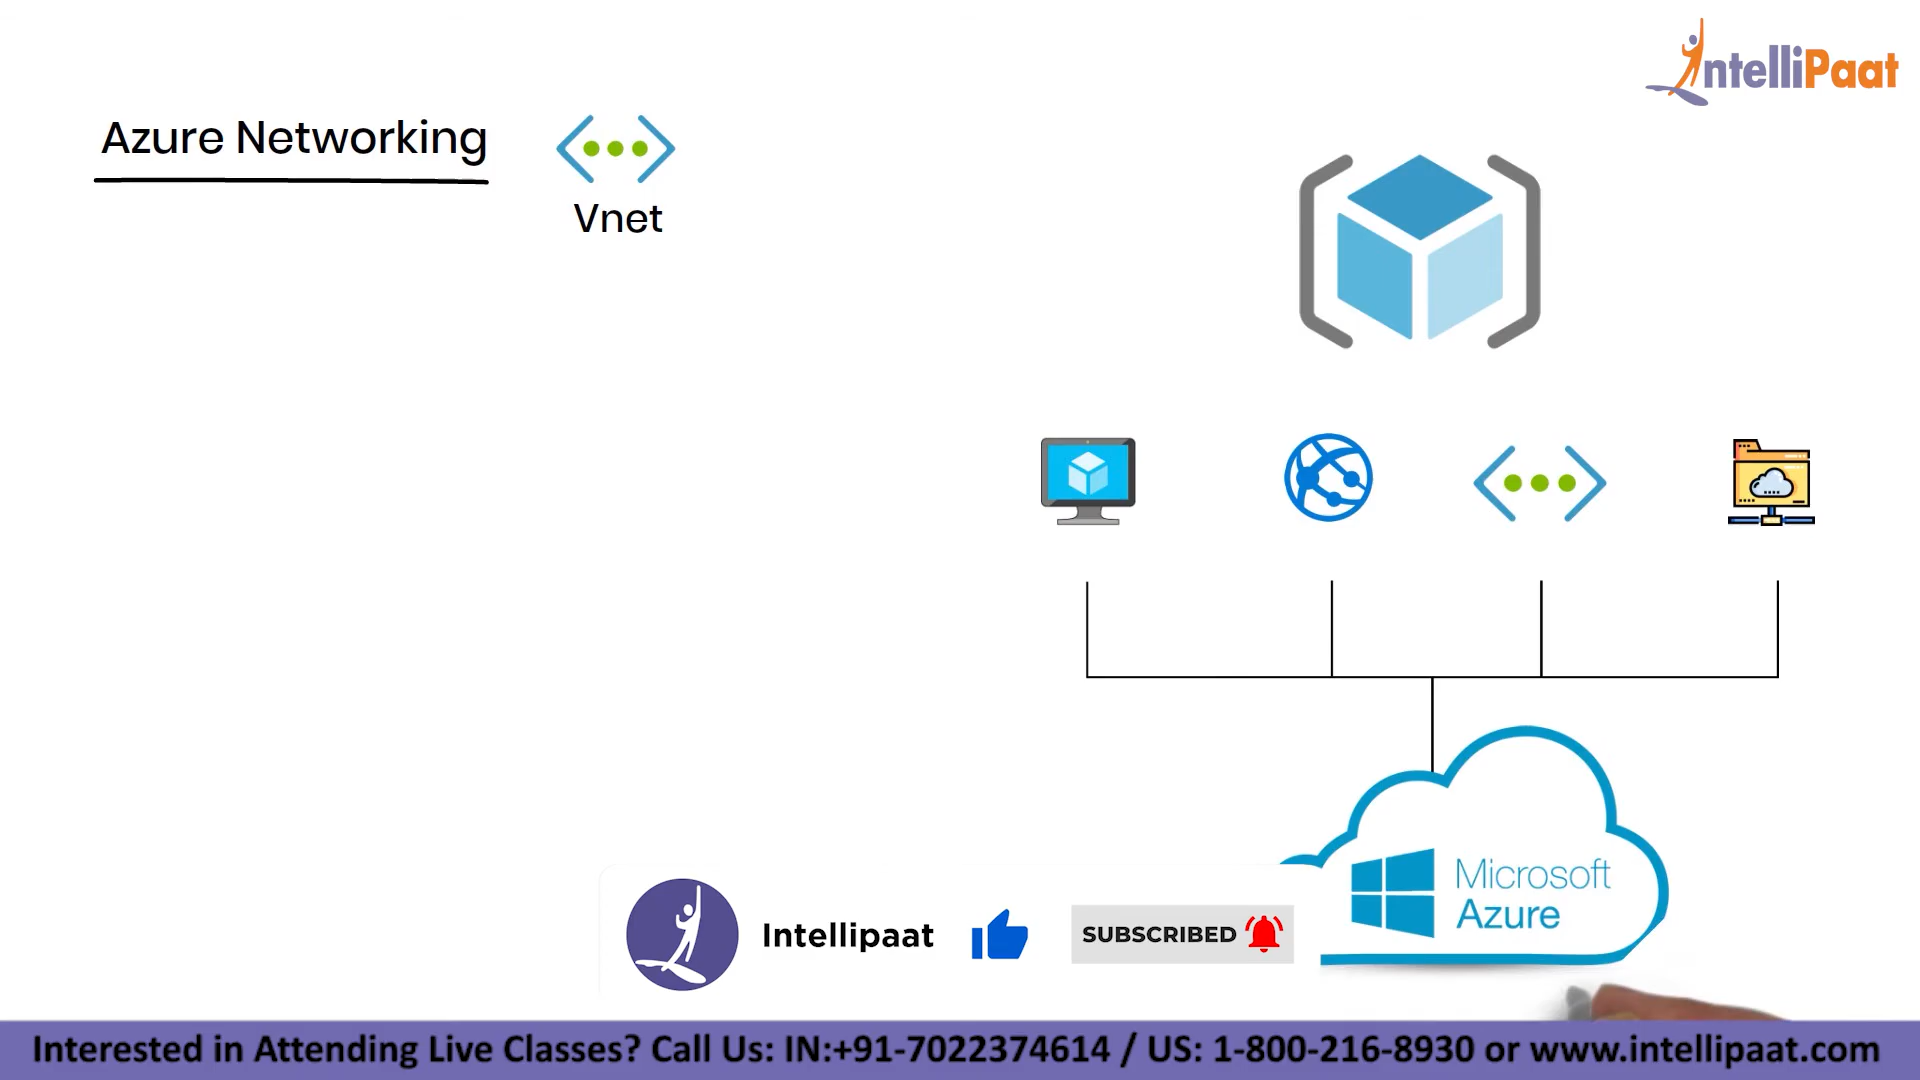 IntelliPaat
Azure Networking
Vnet
Microsoft
Azure
Intellipaat
SUBSCRIBED
Interested in Attending Live Classes? Call Us: IN:+91-7022374614 / US: 1-800-216-8930 or www.intellipaat.com